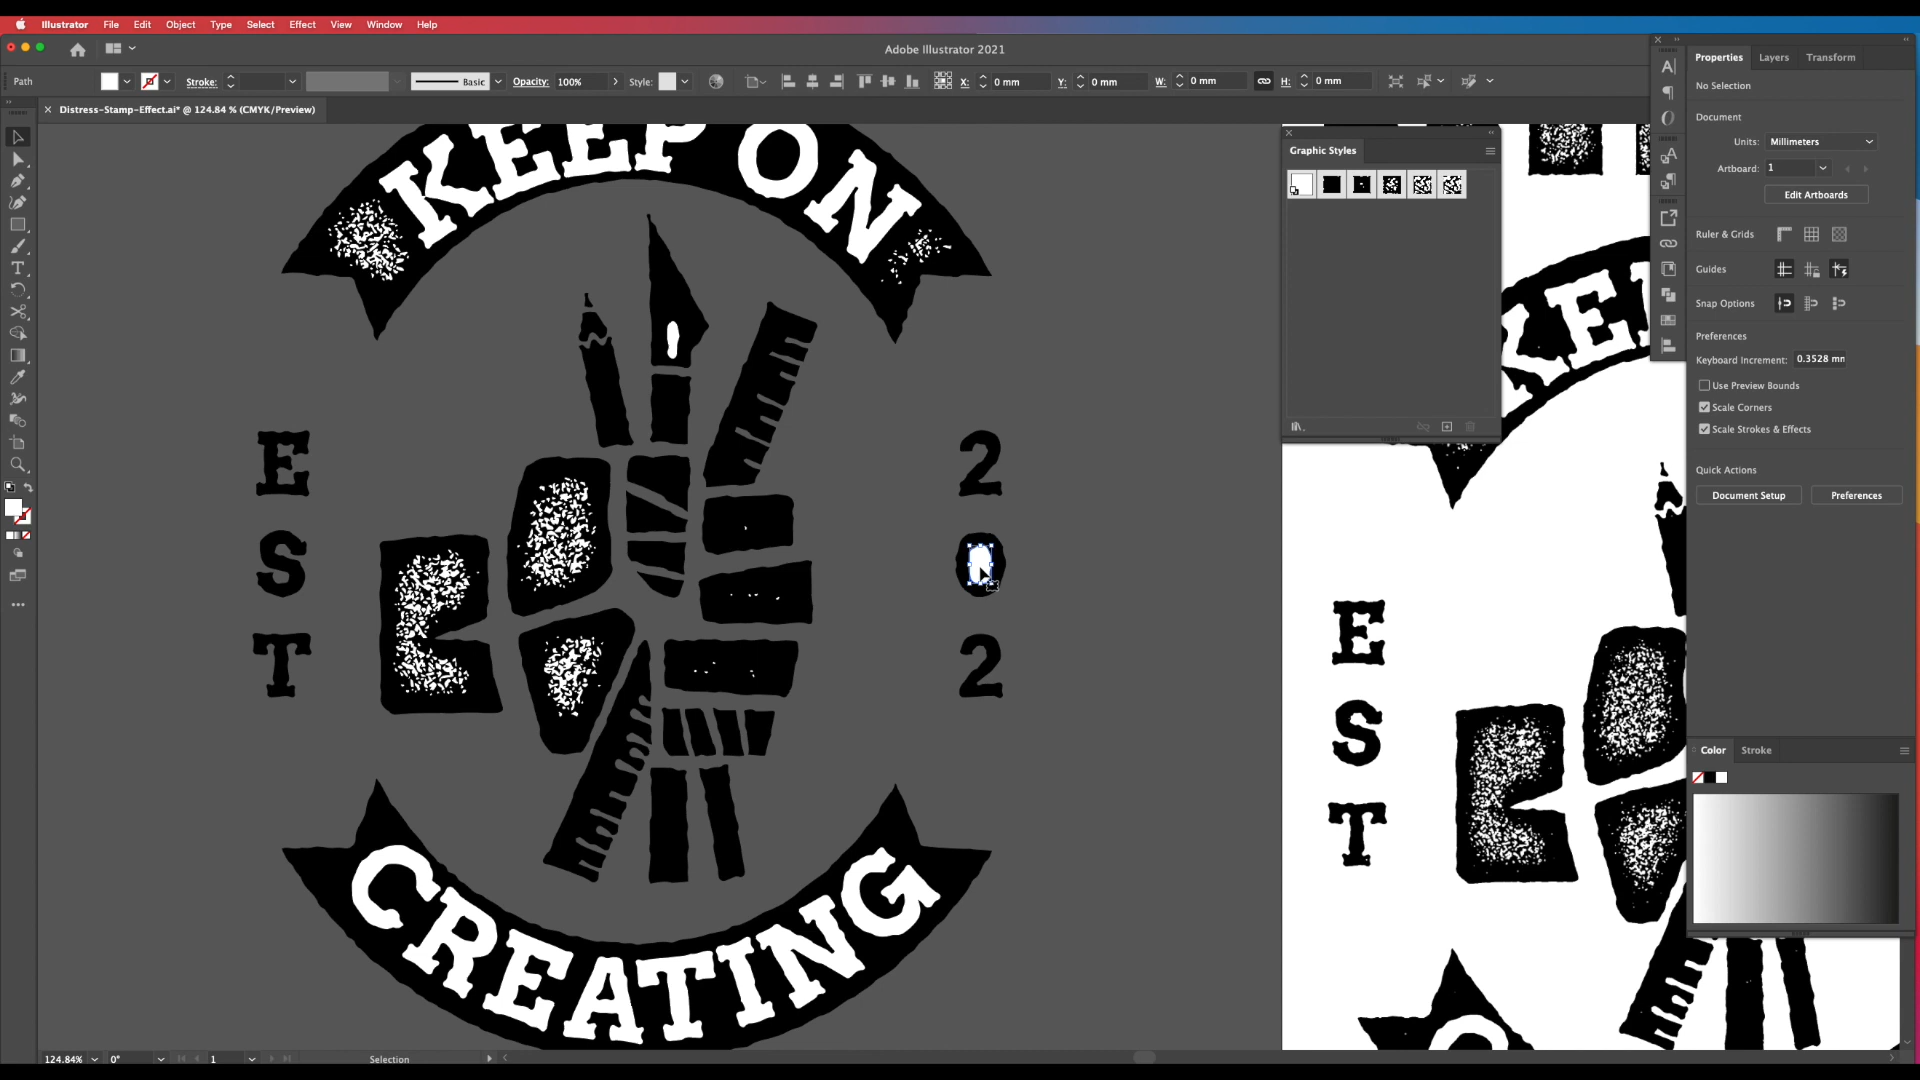 Illustrator File Edit Object Type Select Effect View Window Help
Adobe Illustrator 2021
Path Stroke: Basic Opacity: 100% Style: X: 0 mm Y: 0 mm W: 0 mm H: 0 mm
Distress-Stamp-Effect.ai* @ 124.84 % (CMYK/Preview)
Properties Layers Transform
No Selection
Document
Units: Millimeters
Artboard: 1
Edit Artboards
Ruler & Grids
Guides
Snap Options
Preferences
Keyboard Increment: 0.3528 mm
Use Preview Bounds
Scale Corners
Scale Strokes & Effects
Quick Actions
Document Setup Preferences
Color Stroke
Graphic Styles
KEEP ON
E
S
T
2
0
2
2
CREATING
KE
E
S
T
124.84% 0° 1 Selection